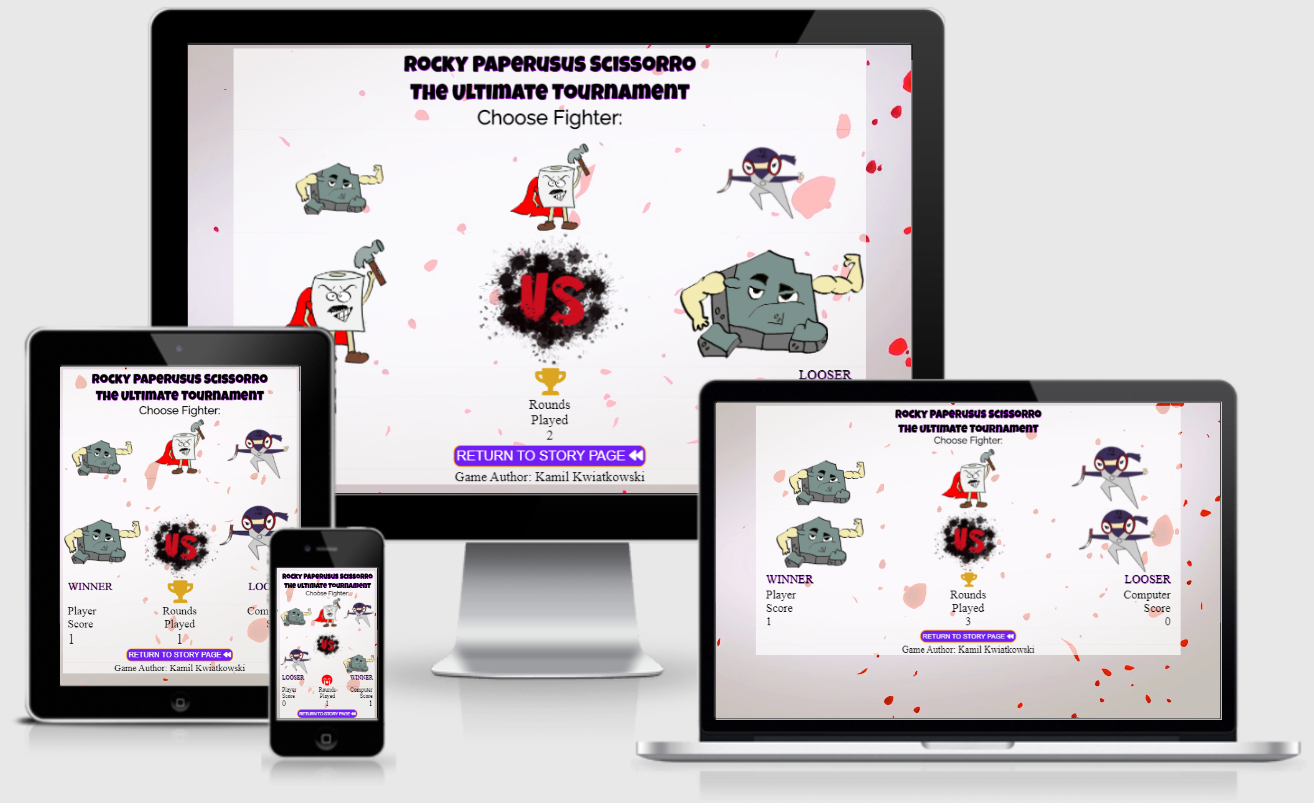 Rocky Paperusus Scissorro
The Ultimate Tournament
Choose Fighter:
VS
LOOSER
Rounds
Played
2
RETURN TO STORY PAGE
Game Author: Kamil Kwiatkowski
Rocky Paperusus Scissorro
The Ultimate Tournament
Choose Fighter:
VS
WINNER
LOO
Player
Score
1
Rounds
Played
1
Comp
S
RETURN TO STORY PAGE
Game Author: Kamil Kwiatkowski
Rocky Paperusus Scissorro
The Ultimate Tournament
Choose Fighter:
VS
LOOSER
WINNER
Player
Score
0
Rounds
Played
1
Computer
Score
1
RETURN TO STORY PAGE
Rocky Paperusus Scissorro
The Ultimate Tournament
Choose Fighter:
VS
WINNER
LOOSER
Player
Score
1
Rounds
Played
3
Computer
Score
0
RETURN TO STORY PAGE
Game Author: Kamil Kwiatkowski